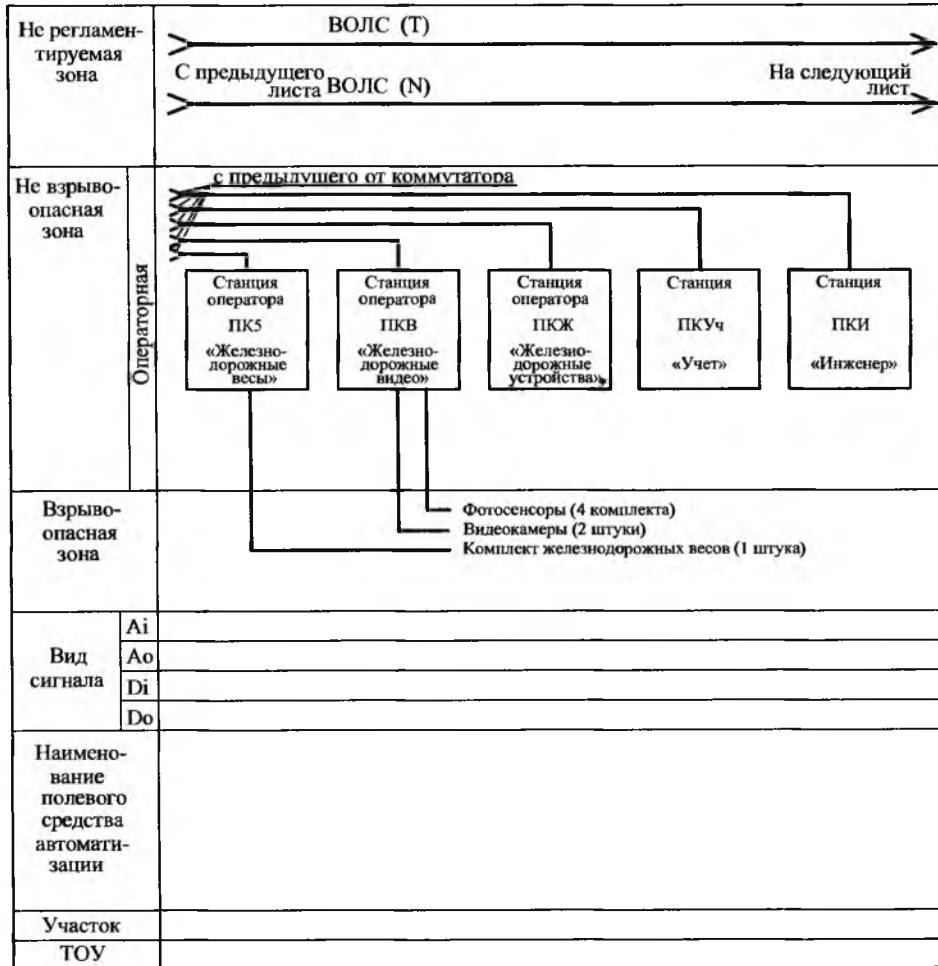 Не регламен-
тируемая
зона
ВОЛС (Т)
С предыдущего
листа
ВОЛС (N)
На следующий
лист
Не взрыво-
опасная
зона
Операторная
с предыдущего от коммутатора
Станция
оператора
ПК5
«Железно-
дорожные
весы»
Станция
оператора
ПКВ
«Железно-
дорожные
видео»
Станция
оператора
ПКЖ
«Железно-
дорожные
устройства»
Станция
ПКУч
«Учет»
Станция
ПКИ
«Инженер»
Взрыво-
опасная
зона
Фотосенсоры (4 комплекта)
Видеокамеры (2 штуки)
Комплект железнодорожных весов (1 штука)
Вид
сигнала
Ai
Ao
Di
Do
Наимено-
вание
полевого
средства
автомати-
зации
Участок
ТОУ